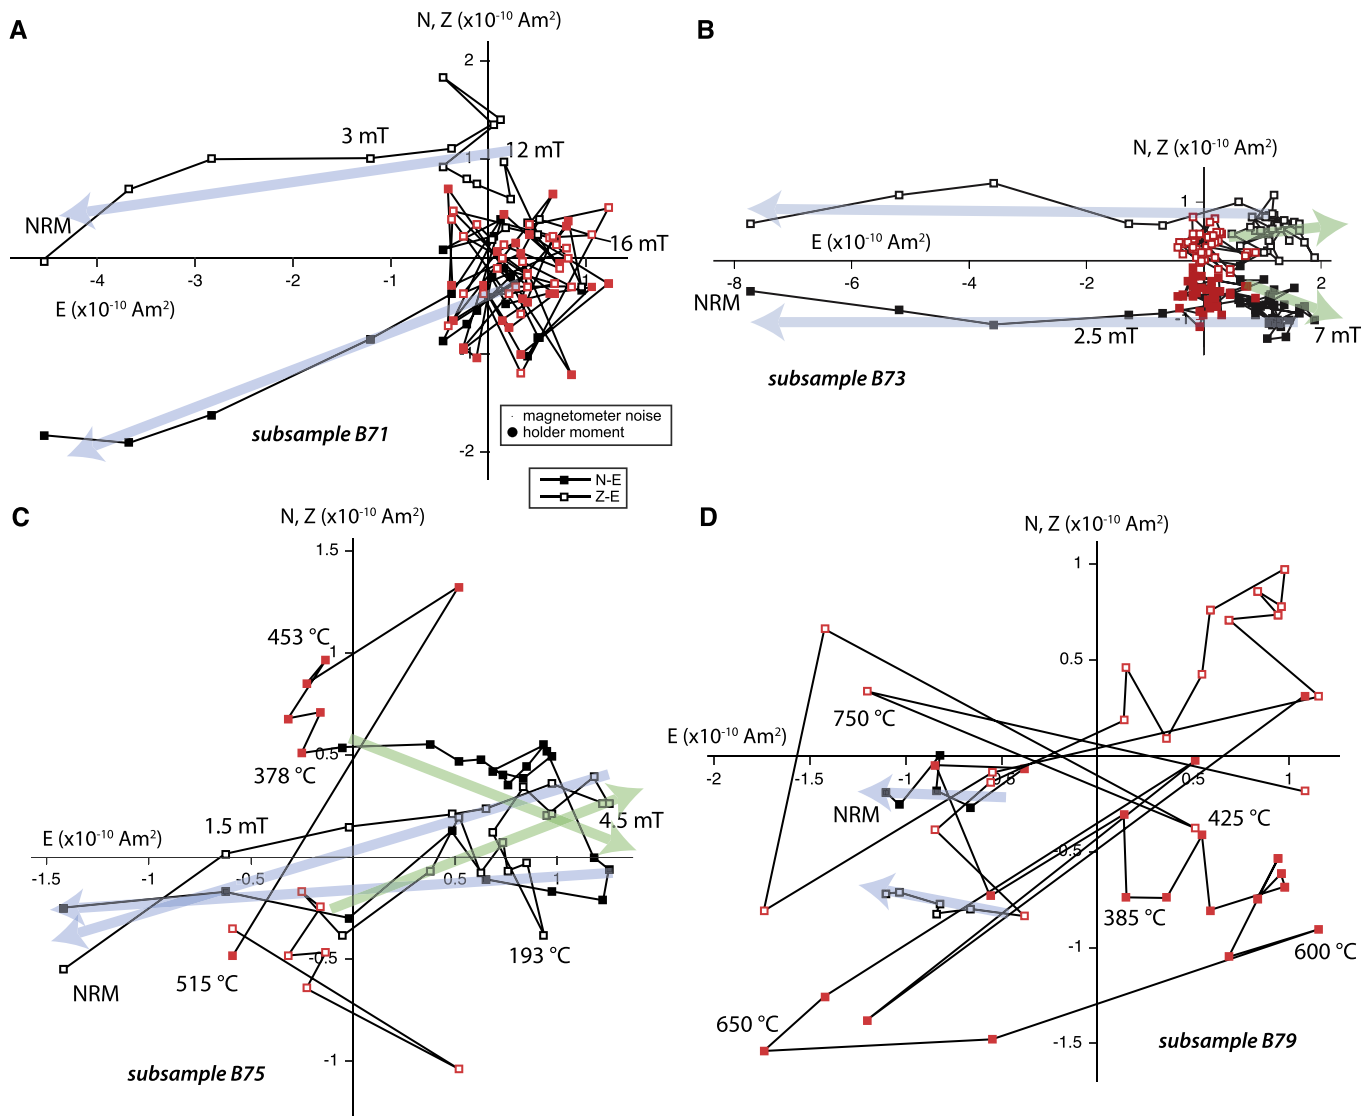 A
N, Z (x10⁻¹⁰ Am²)
2
3 mT
1
12 mT
NRM
16 mT
-4
-3
-2
-1
1
E (x10⁻¹⁰ Am²)
-1
subsample B71
-2
magnetometer noise
holder moment
N-E
Z-E
B
N, Z (x10⁻¹⁰ Am²)
1
E (x10⁻¹⁰ Am²)
-8
-6
-4
-2
2
NRM
-1
2.5 mT
7 mT
subsample B73
C
N, Z (x10⁻¹⁰ Am²)
1.5
453 °C
1
378 °C
0.5
1.5 mT
4.5 mT
E (x10⁻¹⁰ Am²)
-1.5
-1
-0.5
0.5
1
193 °C
-0.5
515 °C
NRM
-1
subsample B75
D
N, Z (x10⁻¹⁰ Am²)
1
0.5
750 °C
E (x10⁻¹⁰ Am²)
-2
-1.5
-1
-0.5
0.5
1
NRM
425 °C
-0.5
385 °C
-1
600 °C
650 °C
-1.5
subsample B79